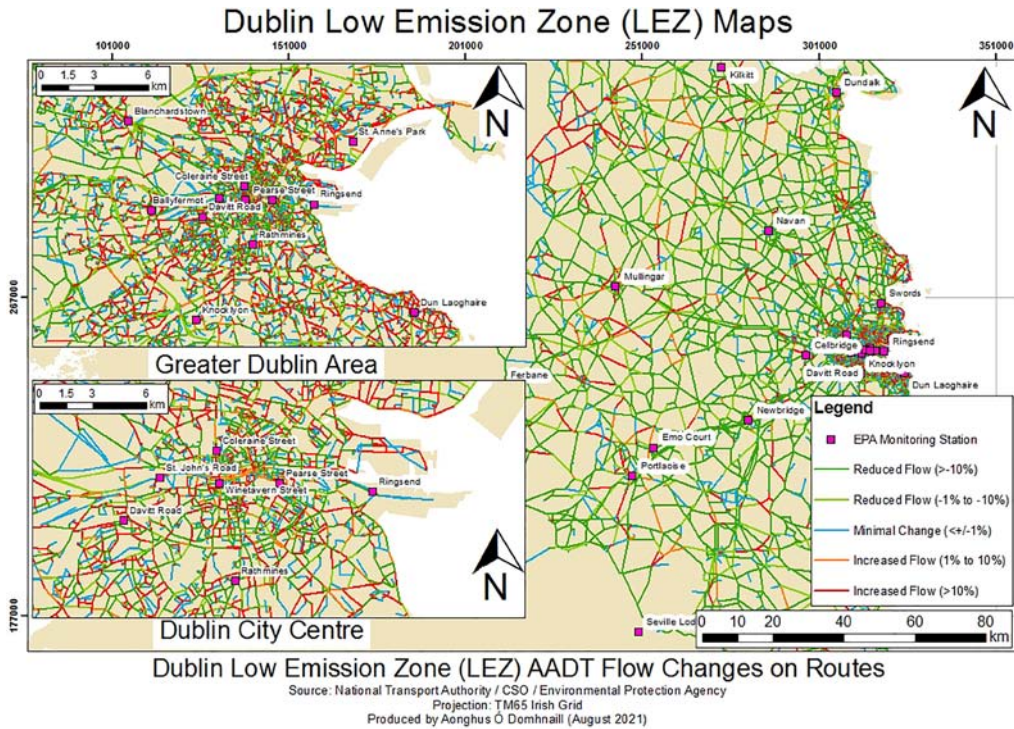 Dublin Low Emission Zone (LEZ) Maps
101000 151000 201000 251000 301000 351000
0 1.5 3 6
km
N
Blanchardstown
St. Anne's Park
Coleraine Street
Pearse Street
Ringsend
Ballyfermot
Davitt Road
Rathmines
Knocklyon
Dun Laoghaire
Greater Dublin Area
0 1.5 3 6
km
Coleraine Street
St. John's Road
Pearse Street
Ringsend
Winetavern Street
Davitt Road
Rathmines
N
Dublin City Centre
267000
177000
N
Kilkitt
Dundalk
Navan
Mullingar
Swords
Celbridge
Ringsend
Davitt Road
Knocklyon
Dun Laoghaire
Ferbane
Newbridge
Emo Court
Portlaoise
Seville Lod
Legend
EPA Monitoring Station
Reduced Flow (>-10%)
Reduced Flow (-1% to -10%)
Minimal Change (<+/-1%)
Increased Flow (1% to 10%)
Increased Flow (>10%)
0 10 20 40 60 80
km
Dublin Low Emission Zone (LEZ) AADT Flow Changes on Routes
Source: National Transport Authority / CSO / Environmental Protection Agency
Projection: TM65 Irish Grid
Produced by Aonghus Ó Domhnaill (August 2021)